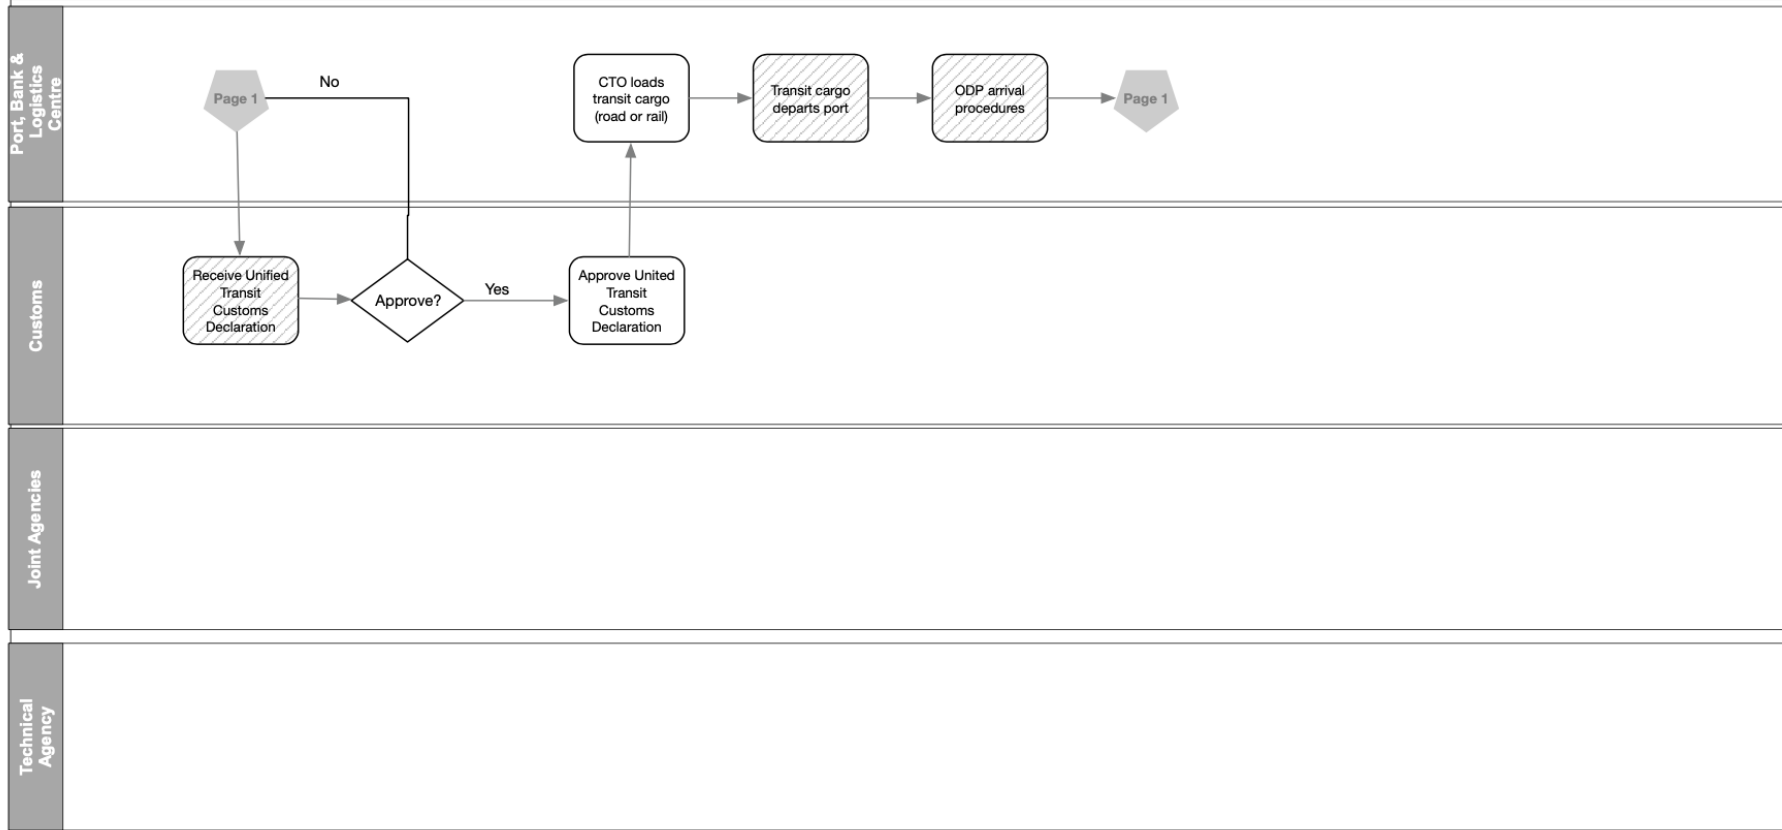 Port, Bank &
Logistics
Centre
Page 1
No
CTO loads
transit cargo
(road or rail)
Transit cargo
departs port
ODP arrival
procedures
Page 1
Customs
Receive Unified
Transit
Customs
Declaration
Approve?
Yes
Approve United
Transit
Customs
Declaration
Joint Agencies
Technical
Agency